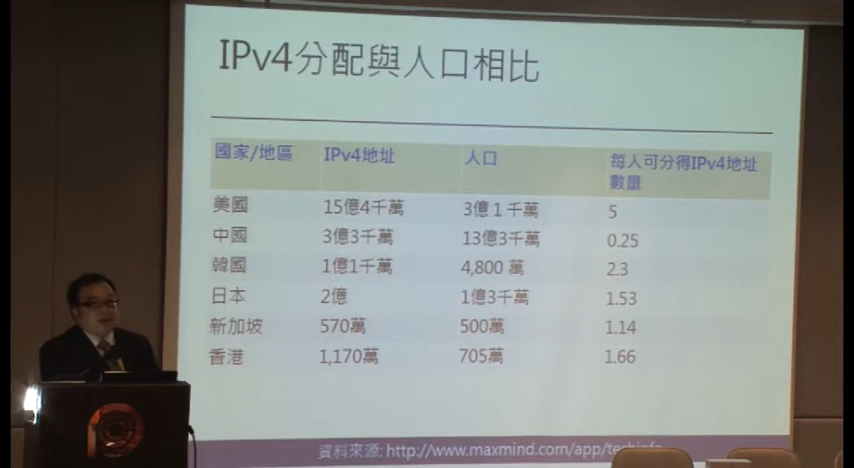 IPv4分配與人口相比
國家/地區 IPv4地址 人口 每人可分得IPv4地址
數量
美國 15億4千萬 3億1千萬 5
中國 3億3千萬 13億3千萬 0.25
韓國 1億1千萬 4,800 萬 2.3
日本 2億 1億3千萬 1.53
新加坡 570萬 500萬 1.14
香港 1,170萬 705萬 1.66
資料來源: http://www.maxmind.com/app/techinfo